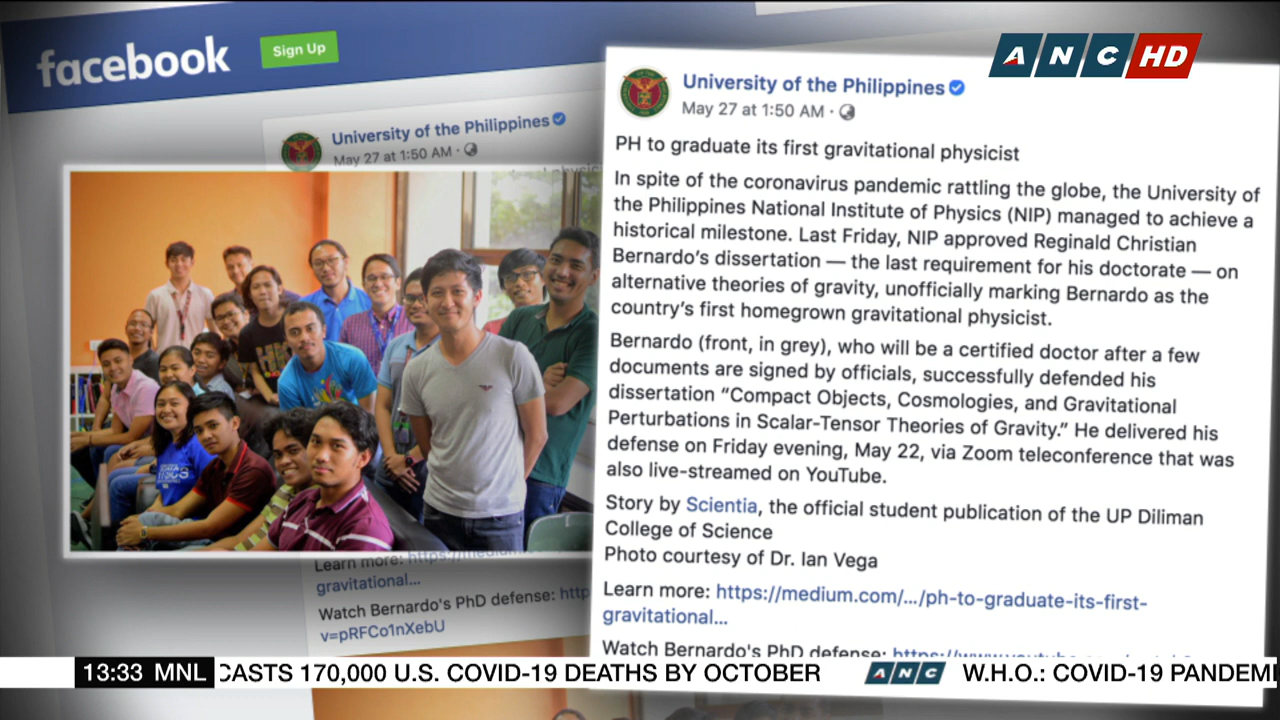 facebook
Sign Up
ANC HD
University of the Philippines
May 27 at 1:50 AM ·
University of the Philippines
May 27 at 1:50 AM ·
PH to graduate its first gravitational physicist
In spite of the coronavirus pandemic rattling the globe, the University of
the Philippines National Institute of Physics (NIP) managed to achieve a
historical milestone. Last Friday, NIP approved Reginald Christian
Bernardo's dissertation — the last requirement for his doctorate — on
alternative theories of gravity, unofficially marking Bernardo as the
country's first homegrown gravitational physicist.
Bernardo (front, in grey), who will be a certified doctor after a few
documents are signed by officials, successfully defended his
dissertation "Compact Objects, Cosmologies, and Gravitational
Perturbations in Scalar-Tensor Theories of Gravity." He delivered his
defense on Friday evening, May 22, via Zoom teleconference that was
also live-streamed on YouTube.
Story by Scientia, the official student publication of the UP Diliman
College of Science
Photo courtesy of Dr. Ian Vega
Learn more: https://medium.com/.../ph-to-graduate-its-first-
gravitational...
Watch Bernardo's PhD defense:
Learn more:
gravitational...
Watch Bernardo's PhD defense: http
v=pRFCo1nXebU
13:33 MNL
CASTS 170,000 U.S. COVID-19 DEATHS BY OCTOBER
ANC
W.H.O.: COVID-19 PANDEMI